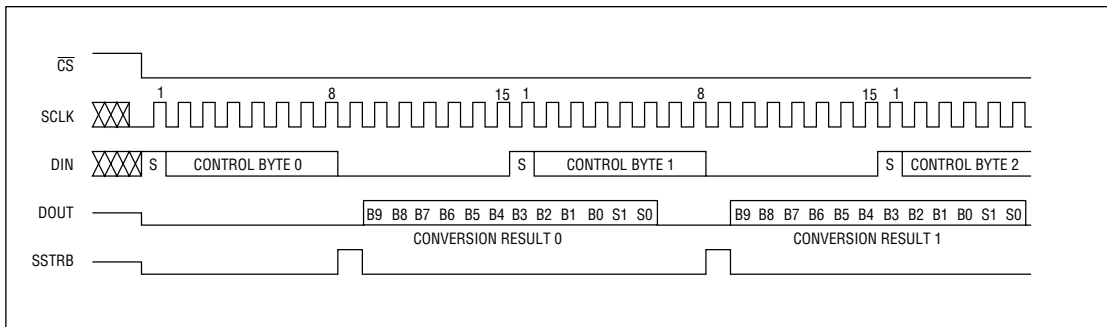 CS
1 8 15 1 8 15 1
SCLK
DIN S CONTROL BYTE 0 S CONTROL BYTE 1 S CONTROL BYTE 2
DOUT B9 B8 B7 B6 B5 B4 B3 B2 B1 B0 S1 S0 B9 B8 B7 B6 B5 B4 B3 B2 B1 B0 S1 S0
CONVERSION RESULT 0 CONVERSION RESULT 1
SSTRB